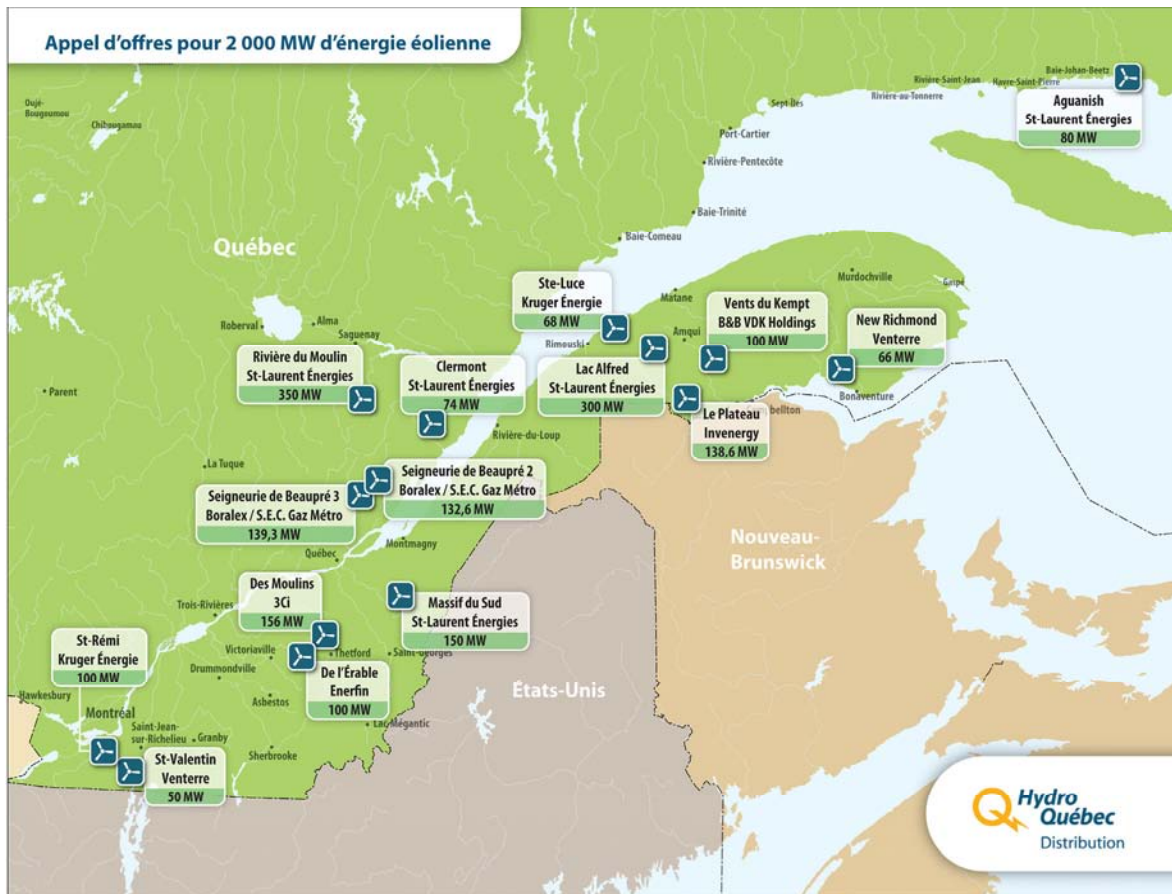 Appel d'offres pour 2 000 MW d'énergie éolienne
Oujé-
Bougoumou
Chibougamau
Baie-Johan-Beetz
Rivière-Saint-Jean
Havre-Saint-Pierre
Rivière-au-Tonnerre
Aguanish
St-Laurent Énergies
80 MW
Sept-Îles
Port-Cartier
Rivière-Pentecôte
Baie-Trinité
Baie-Comeau
Québec
Murdochville
Gaspé
Ste-Luce
Kruger Énergie
68 MW
Matane
Vents du Kempt
B&B VDK Holdings
100 MW
New Richmond
Venterre
66 MW
Roberval
Alma
Saguenay
Rimouski
Amqui
Rivière du Moulin
St-Laurent Énergies
350 MW
Clermont
St-Laurent Énergies
74 MW
Lac Alfred
St-Laurent Énergies
300 MW
Parent
Bonaventure
Le Plateau
Invenergy
138.6 MW
bellton
Rivière-du-Loup
La Tuque
Seigneurie de Beaupré 2
Boralex / S.E.C. Gaz Métro
132,6 MW
Seigneurie de Beaupré 3
Boralex / S.E.C. Gaz Métro
139,3 MW
Québec
Montmagny
Nouveau-
Brunswick
Des Moulins
3Ci
156 MW
Massif du Sud
St-Laurent Énergies
150 MW
Trois-Rivières
St-Rémi
Kruger Énergie
100 MW
Victoriaville
Thetford
Saint-Georges
Drummondville
De l'Érable
Enerfin
100 MW
États-Unis
Hawkesbury
Asbestos
Montréal
Lac-Mégantic
Saint-Jean-
sur-Richelieu
Granby
Sherbrooke
St-Valentin
Venterre
50 MW
Hydro
Québec
Distribution